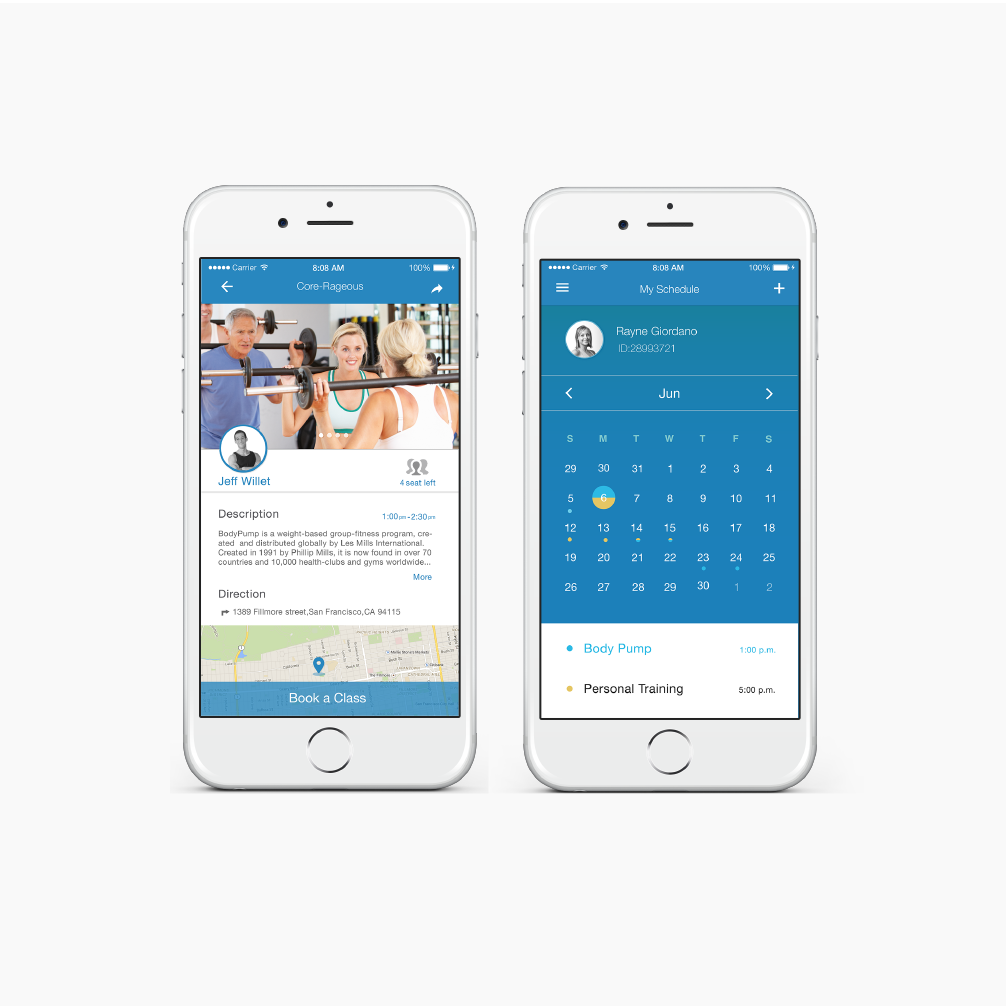 Carrier 8:08 AM 100%
Core-Rageous
Jeff Willet
4 seat left
Description 1:00pm-2:30pm
BodyPump is a weight-based group-fitness program, cre-
ated and distributed globally by Les Mills International.
Created in 1991 by Phillip Mills, it is now found in over 70
countries and 10,000 health-clubs and gyms worldwide...
More
Direction
1389 Fillmore street,San Francisco,CA 94115
Book a Class
Carrier 8:08 AM 100%
My Schedule
Rayne Giordano
ID:28993721
Jun
S M T W T F S
29 30 31 1 2 3 4
5 6 7 8 9 10 11
12 13 14 15 16 17 18
19 20 21 22 23 24 25
26 27 28 29 30 1 2
Body Pump 1:00 p.m.
Personal Training 5:00 p.m.